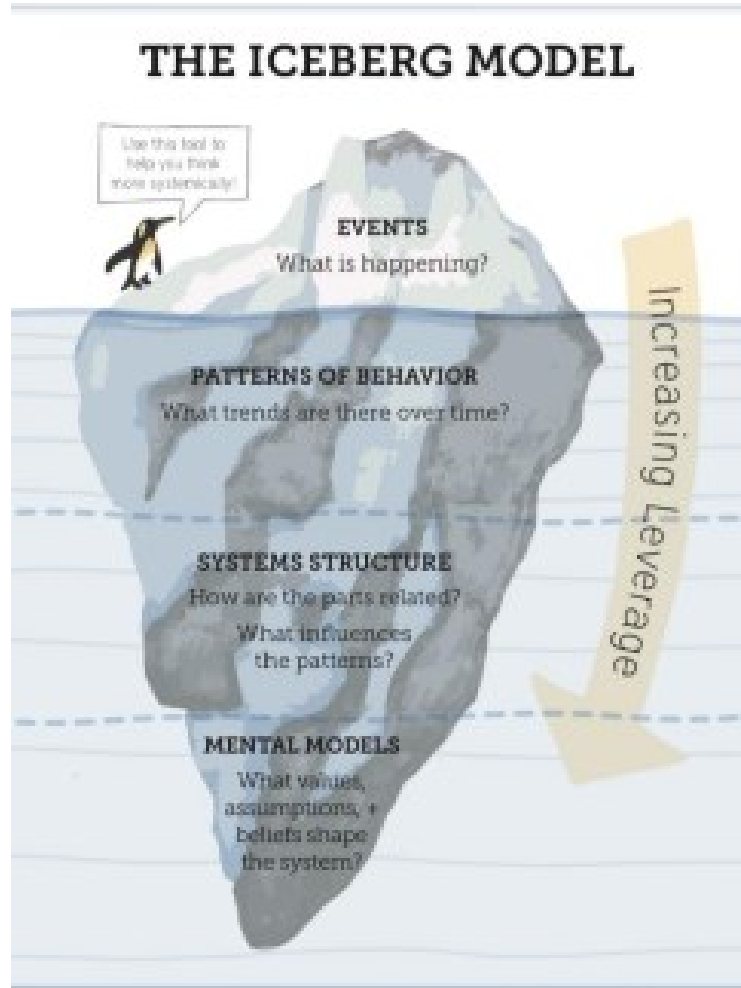 THE ICEBERG MODEL
Use this tool to
help you think
more systemically!
EVENTS
What is happening?
PATTERNS OF BEHAVIOR
What trends are there over time?
SYSTEMS STRUCTURE
How are the parts related?
What influences
the patterns?
MENTAL MODELS
What values,
assumptions, +
beliefs shape
the system?
Increasing Leverage